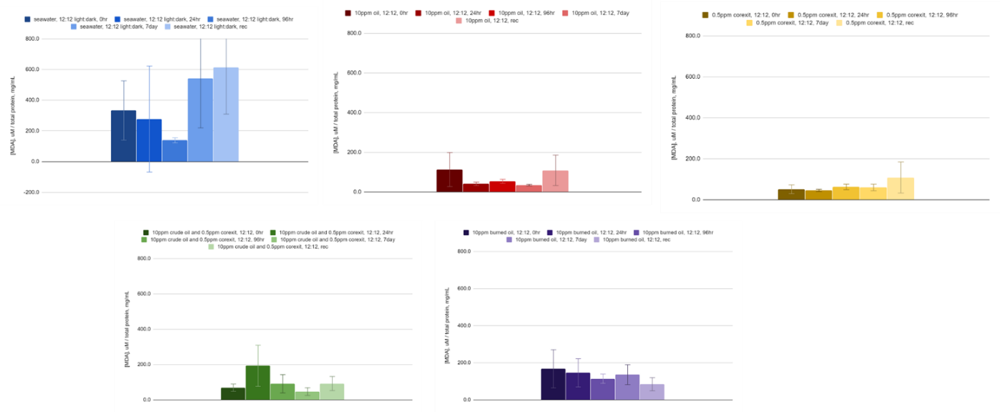 seawater, 12:12 light:dark, 0hr seawater, 12:12 light:dark, 24hr seawater, 12:12 light:dark, 96hr
seawater, 12:12 light:dark, 7day seawater, 12:12 light:dark, rec
800.0
600.0
400.0
200.0
0.0
-200.0
[MDA], uM / total protein, mg/mL
10ppm oil, 12:12, 0hr 10ppm oil, 12:12, 24hr 10ppm oil, 12:12, 96hr 10ppm oil, 12:12, 7day
10ppm oil, 12:12, rec
800.0
600.0
400.0
200.0
0.0
[MDA], uM / total protein, mg/mL
0.5ppm corexit, 12:12, 0hr 0.5ppm corexit, 12:12, 24hr 0.5ppm corexit, 12:12, 96hr
0.5ppm corexit, 12:12, 7day 0.5ppm corexit, 12:12, rec
800.0
600.0
400.0
200.0
0.0
[MDA], uM / total protein, mg/mL
10ppm crude oil and 0.5ppm corexit, 12:12, 0hr 10ppm crude oil and 0.5ppm corexit, 12:12, 24hr
10ppm crude oil and 0.5ppm corexit, 12:12, 96hr 10ppm crude oil and 0.5ppm corexit, 12:12, 7day
10ppm crude oil and 0.5ppm corexit, 12:12, rec
800.0
600.0
400.0
200.0
0.0
[MDA], uM / total protein, mg/mL
10ppm burned oil, 12:12, 0hr 10ppm burned oil, 12:12, 24hr 10ppm burned oil, 12:12, 96hr
10ppm burned oil, 12:12, 7day 10ppm burned oil, 12:12, rec
800.0
600.0
400.0
200.0
0.0
[MDA], uM / total protein, mg/mL